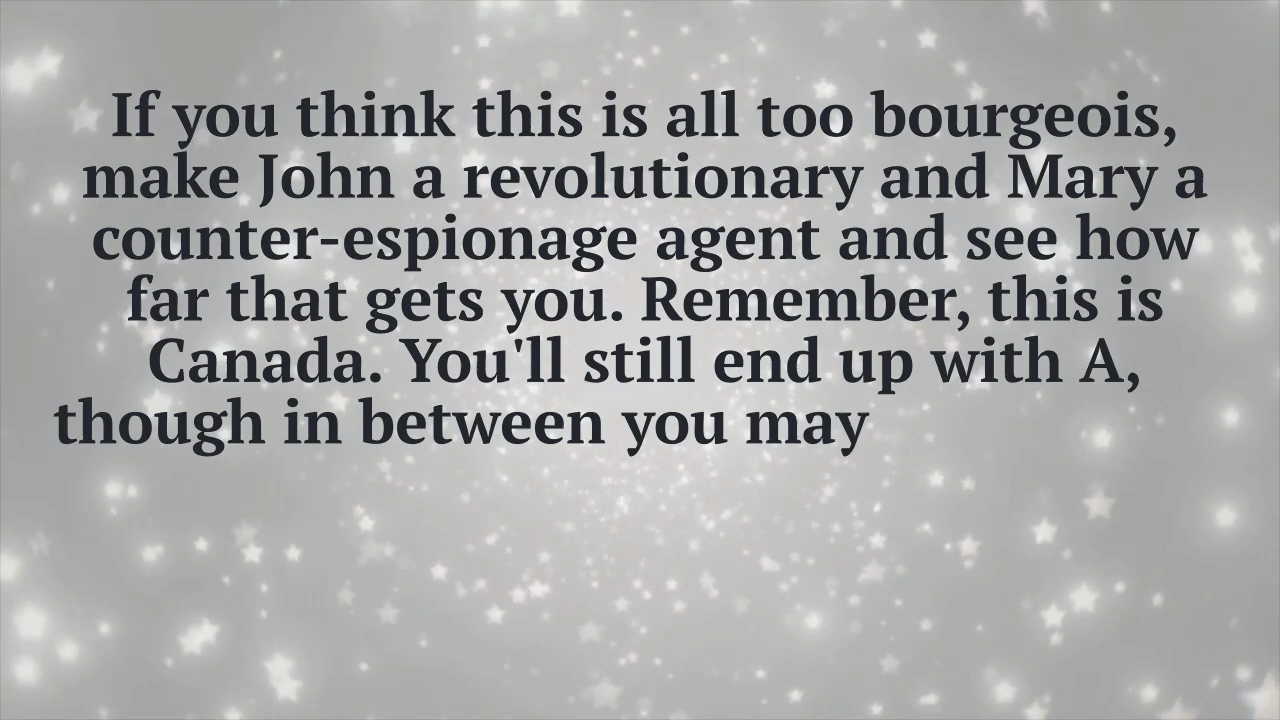 If you think this is all too bourgeois,
make John a revolutionary and Mary a
counter-espionage agent and see how
far that gets you. Remember, this is
Canada. You'll still end up with A,
though in between you may